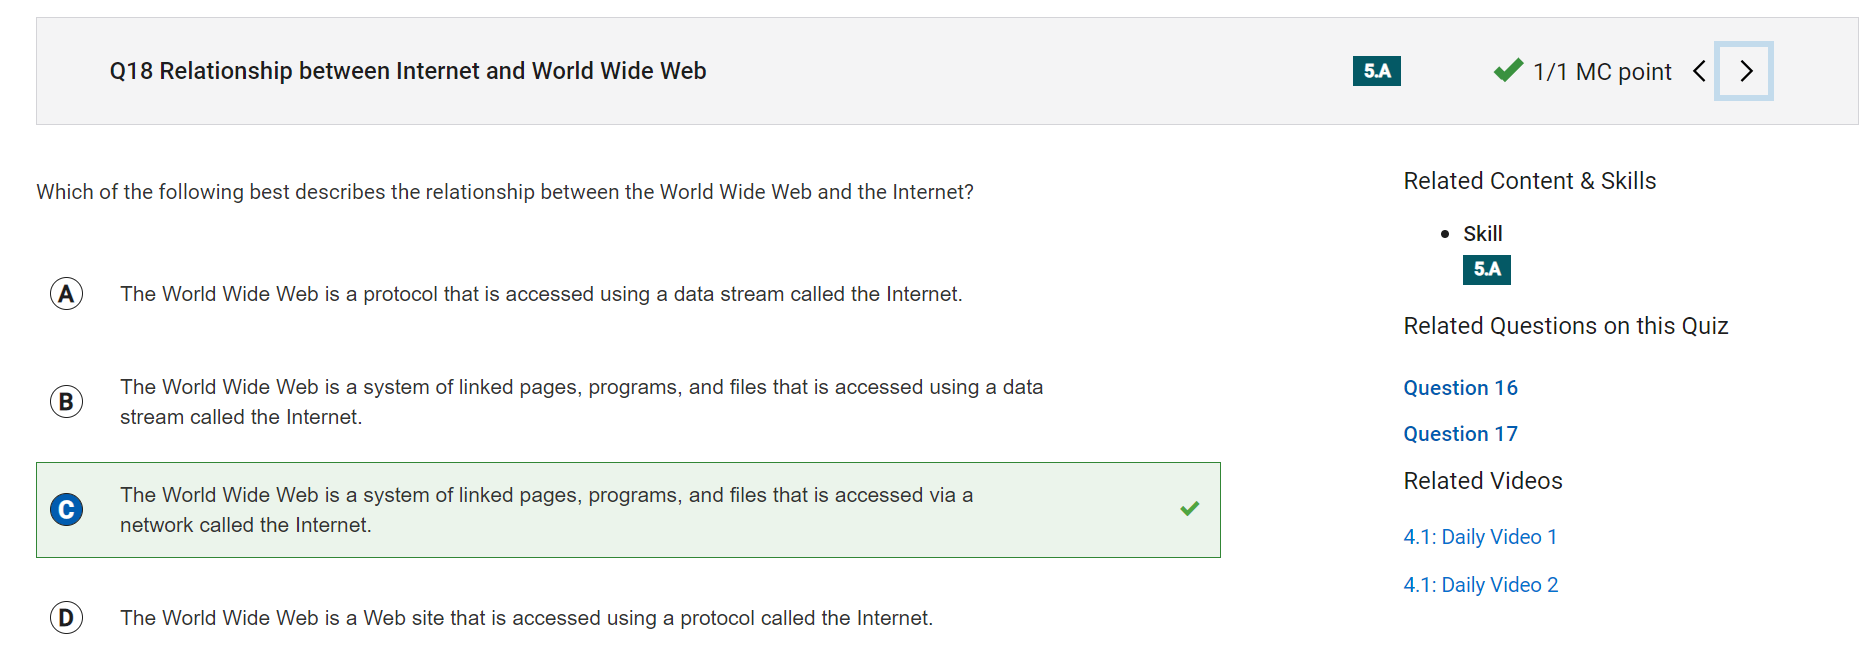 Q18 Relationship between Internet and World Wide Web
5.A
1/1 MC point
Which of the following best describes the relationship between the World Wide Web and the Internet?
A
The World Wide Web is a protocol that is accessed using a data stream called the Internet.
B
The World Wide Web is a system of linked pages, programs, and files that is accessed using a data
stream called the Internet.
C
The World Wide Web is a system of linked pages, programs, and files that is accessed via a
network called the Internet.
D
The World Wide Web is a Web site that is accessed using a protocol called the Internet.
Related Content & Skills
• Skill
5.A
Related Questions on this Quiz
Question 16
Question 17
Related Videos
4.1: Daily Video 1
4.1: Daily Video 2